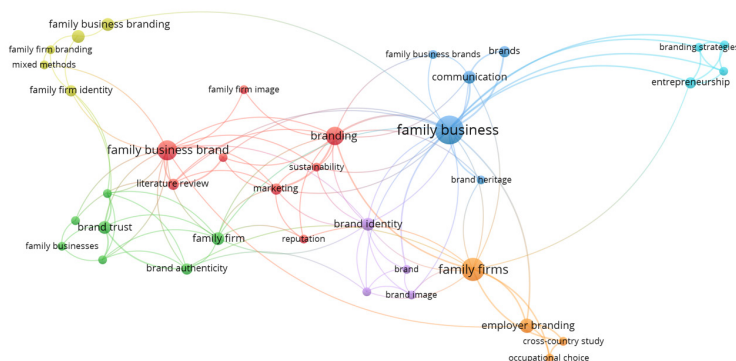 family business branding
family firm branding
mixed methods
family firm identity
family firm image
family business brand
literature review
branding
sustainability
marketing
reputation
family business brands
brands
communication
family business
brand heritage
branding strategies
entrepreneurship
brand trust
family businesses
family firm
brand authenticity
brand identity
brand
brand image
family firms
employer branding
cross-country study
occupational choice